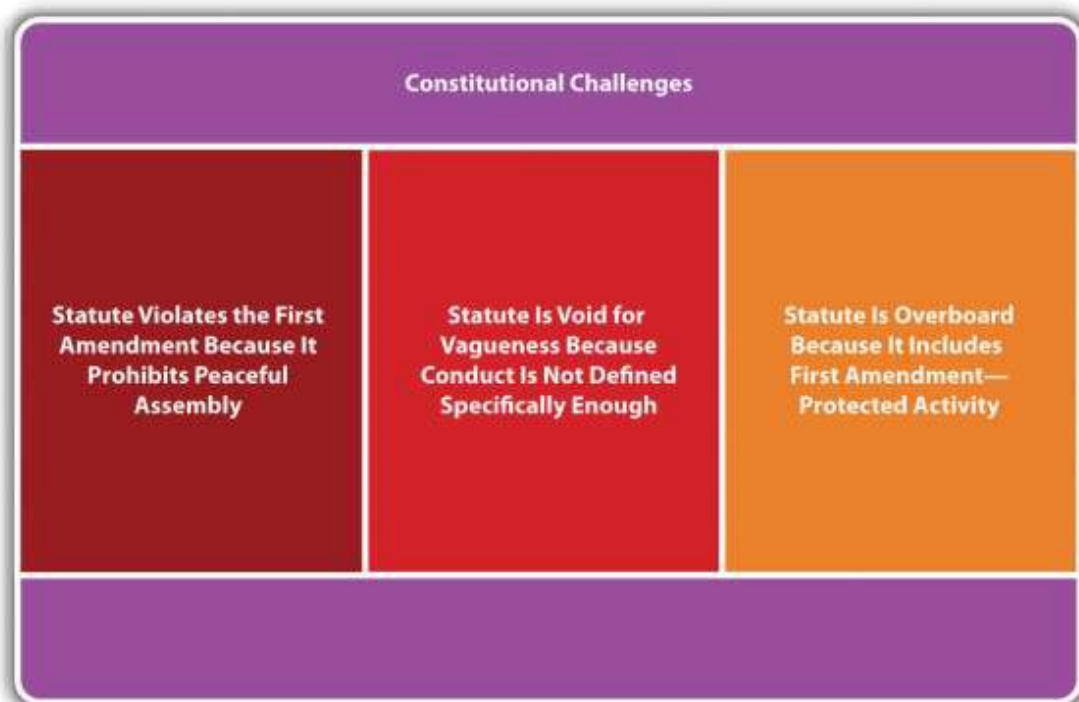 Constitutional Challenges
Statute Violates the First
Amendment Because It
Prohibits Peaceful
Assembly
Statute Is Void for
Vagueness Because
Conduct Is Not Defined
Specifically Enough
Statute Is Overboard
Because It Includes
First Amendment—
Protected Activity